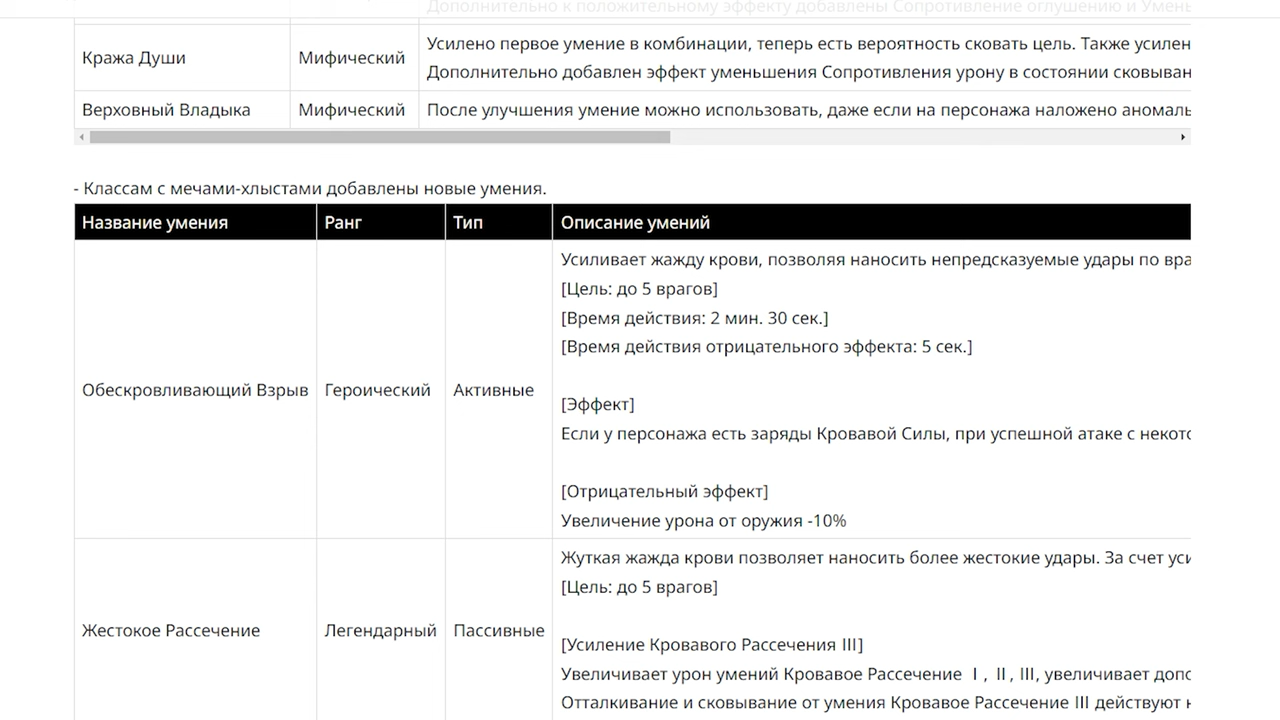 Дополнительно к положительному эффекту добавлены Сопротивление оглушению и Умень
Кража Души
Мифический
Усилено первое умение в комбинации, теперь есть вероятность сковать цель. Также усилен
Дополнительно добавлен эффект уменьшения Сопротивления урону в состоянии сковыван
Верховный Владыка
Мифический
После улучшения умение можно использовать, даже если на персонажа наложено аномаль
- Классам с мечами-хлыстами добавлены новые умения.
Название умения
Ранг
Тип
Описание умений
Обескровливающий Взрыв
Героический
Активные
Усиливает жажду крови, позволяя наносить непредсказуемые удары по вра
[Цель: до 5 врагов]
[Время действия: 2 мин. 30 сек.]
[Время действия отрицательного эффекта: 5 сек.]
[Эффект]
Если у персонажа есть заряды Кровавой Силы, при успешной атаке с некото
[Отрицательный эффект]
Увеличение урона от оружия -10%
Жестокое Рассечение
Легендарный
Пассивные
Жуткая жажда крови позволяет наносить более жестокие удары. За счет уси
[Цель: до 5 врагов]
[Усиление Кровавого Рассечения III]
Увеличивает урон умений Кровавое Рассечение I, II, III, увеличивает допо
Отталкивание и сковывание от умения Кровавое Рассечение III действуют н